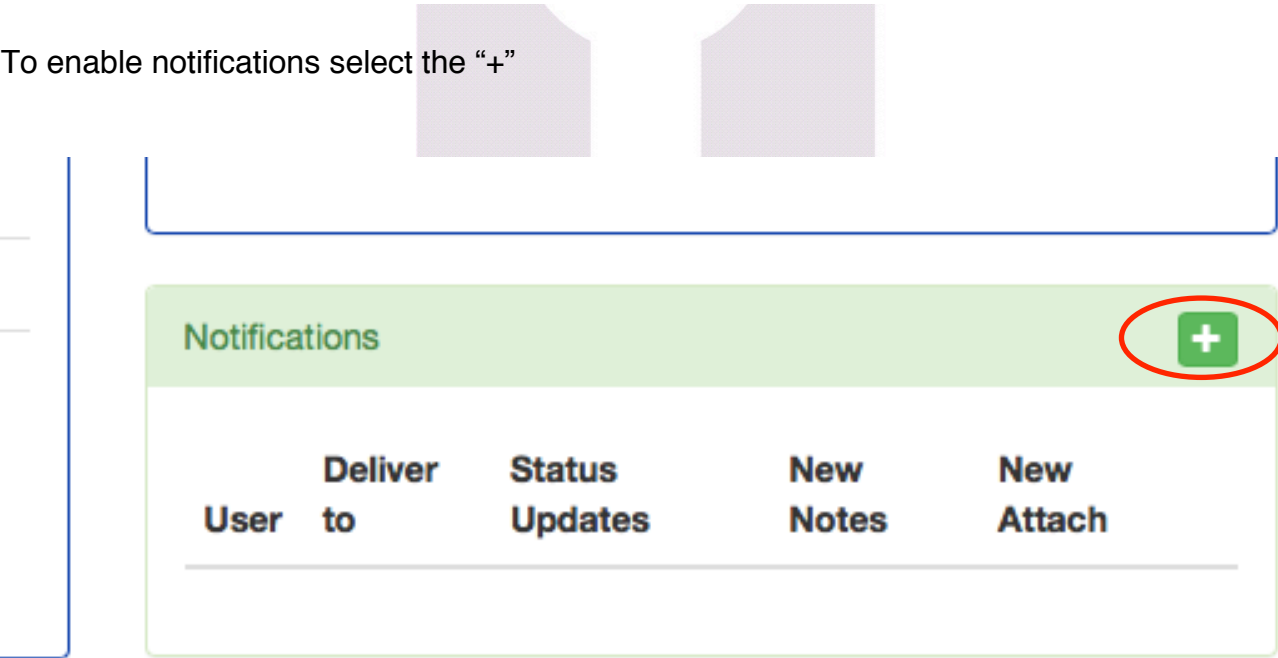 To enable notifications select the “+”
Notifications
User Deliver to Status Updates New Notes New Attach